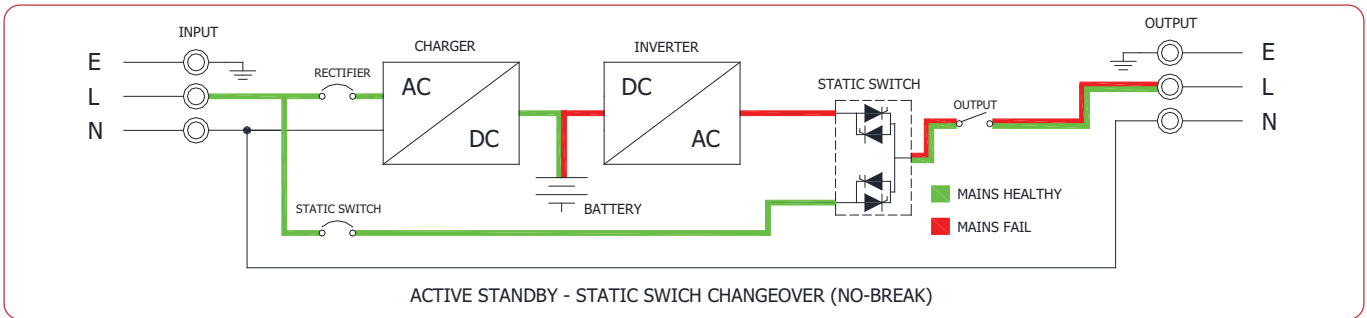 INPUT
OUTPUT
CHARGER
INVERTER
E
E
RECTIFIER
AC
DC
STATIC SWITCH
L
OUTPUT
L
N
DC
AC
N
MAINS HEALTHY
STATIC SWITCH
BATTERY
MAINS FAIL
ACTIVE STANDBY - STATIC SWICH CHANGEOVER (NO-BREAK)